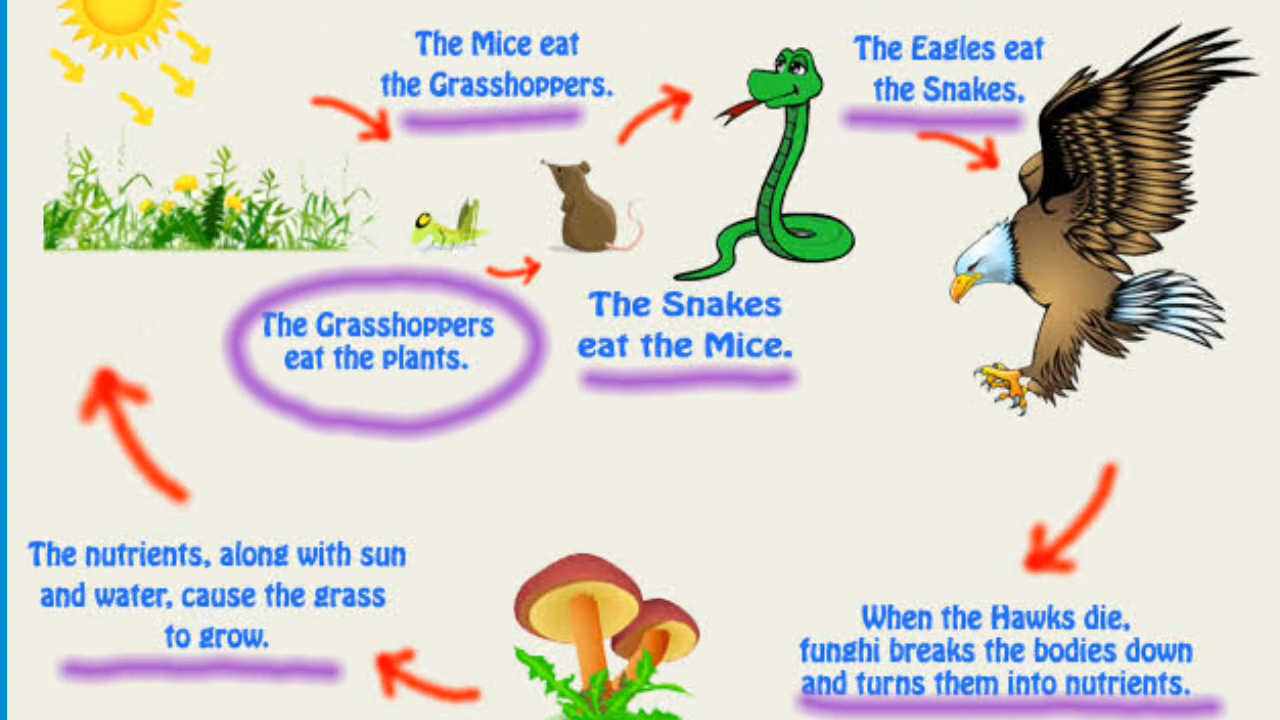 The Mice eat
the Grasshoppers.
The Eagles eat
the Snakes.
The Grasshoppers
eat the plants.
The Snakes
eat the Mice.
The nutrients, along with sun
and water, cause the grass
to grow.
When the Hawks die,
funghi breaks the bodies down
and turns them into nutrients.